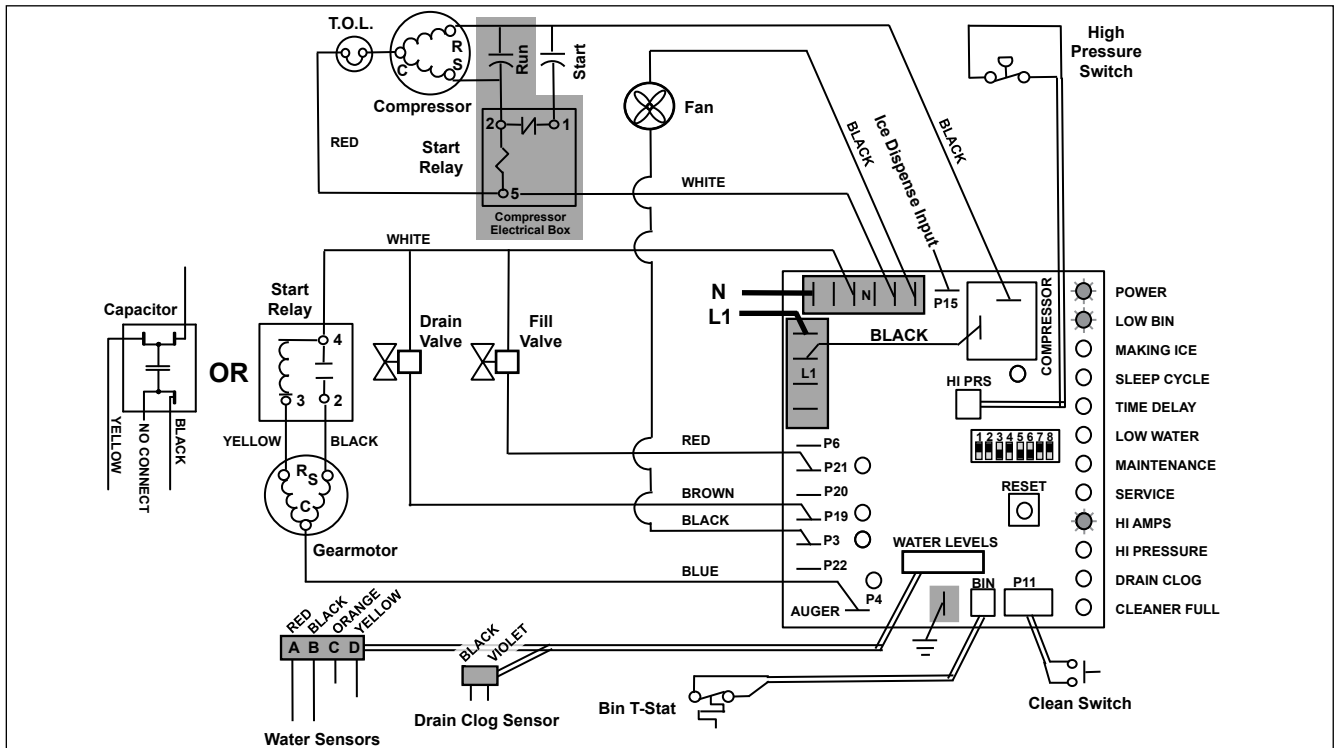 T.O.L.
R
S
C
Compressor
Run
Start
2
1
5
Start
Relay
Compressor
Electrical Box
RED
WHITE
Fan
BLACK
Ice Dispense Input
BLACK
High
Pressure
Switch
WHITE
Capacitor
YELLOW
NO CONNECT
BLACK
OR
Start
Relay
4
3
2
YELLOW
BLACK
R
S
C
Gearmotor
Drain
Valve
Fill
Valve
N
L1
N
P15
L1
BLACK
COMPRESSOR
HI PRS
1 2 3 4 5 6 7 8
RESET
RED
P6
P21
P20
BROWN
P19
BLACK
P3
P22
BLUE
P4
AUGER
WATER LEVELS
BIN
P11
POWER
LOW BIN
MAKING ICE
SLEEP CYCLE
TIME DELAY
LOW WATER
MAINTENANCE
SERVICE
HI AMPS
HI PRESSURE
DRAIN CLOG
CLEANER FULL
RED
BLACK
ORANGE
YELLOW
A B C D
Water Sensors
BLACK
VIOLET
Drain Clog Sensor
Bin T-Stat
Clean Switch